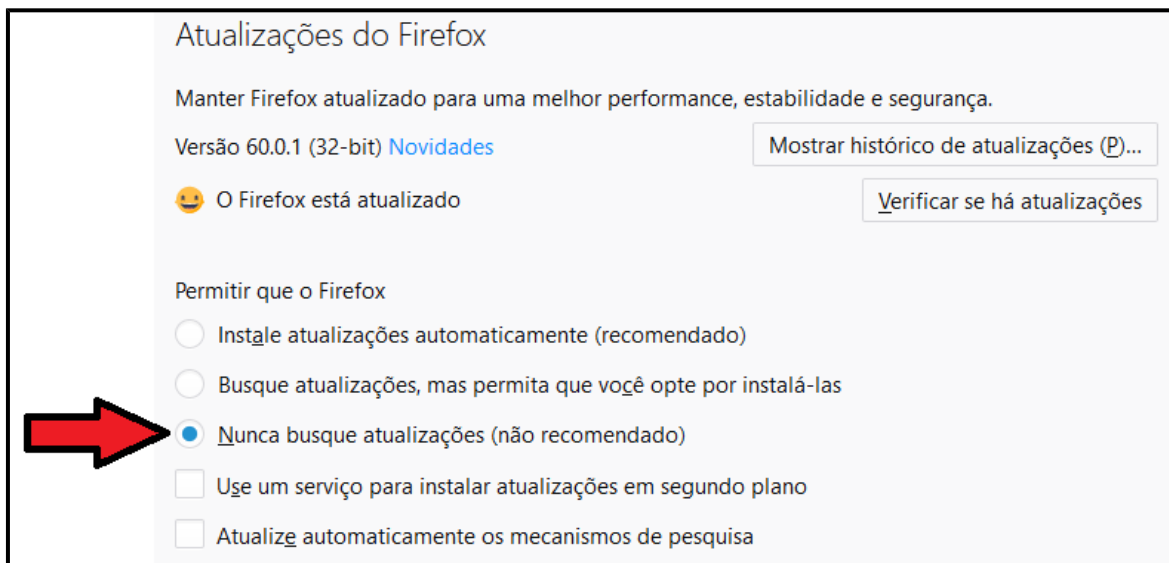 Atualizações do Firefox
Manter Firefox atualizado para uma melhor performance, estabilidade e segurança.
Versão 60.0.1 (32-bit) Novidades
Mostrar histórico de atualizações (P)...
O Firefox está atualizado
Verificar se há atualizações
Permitir que o Firefox
Instale atualizações automaticamente (recomendado)
Busque atualizações, mas permita que você opte por instalá-las
Nunca busque atualizações (não recomendado)
Use um serviço para instalar atualizações em segundo plano
Atualize automaticamente os mecanismos de pesquisa